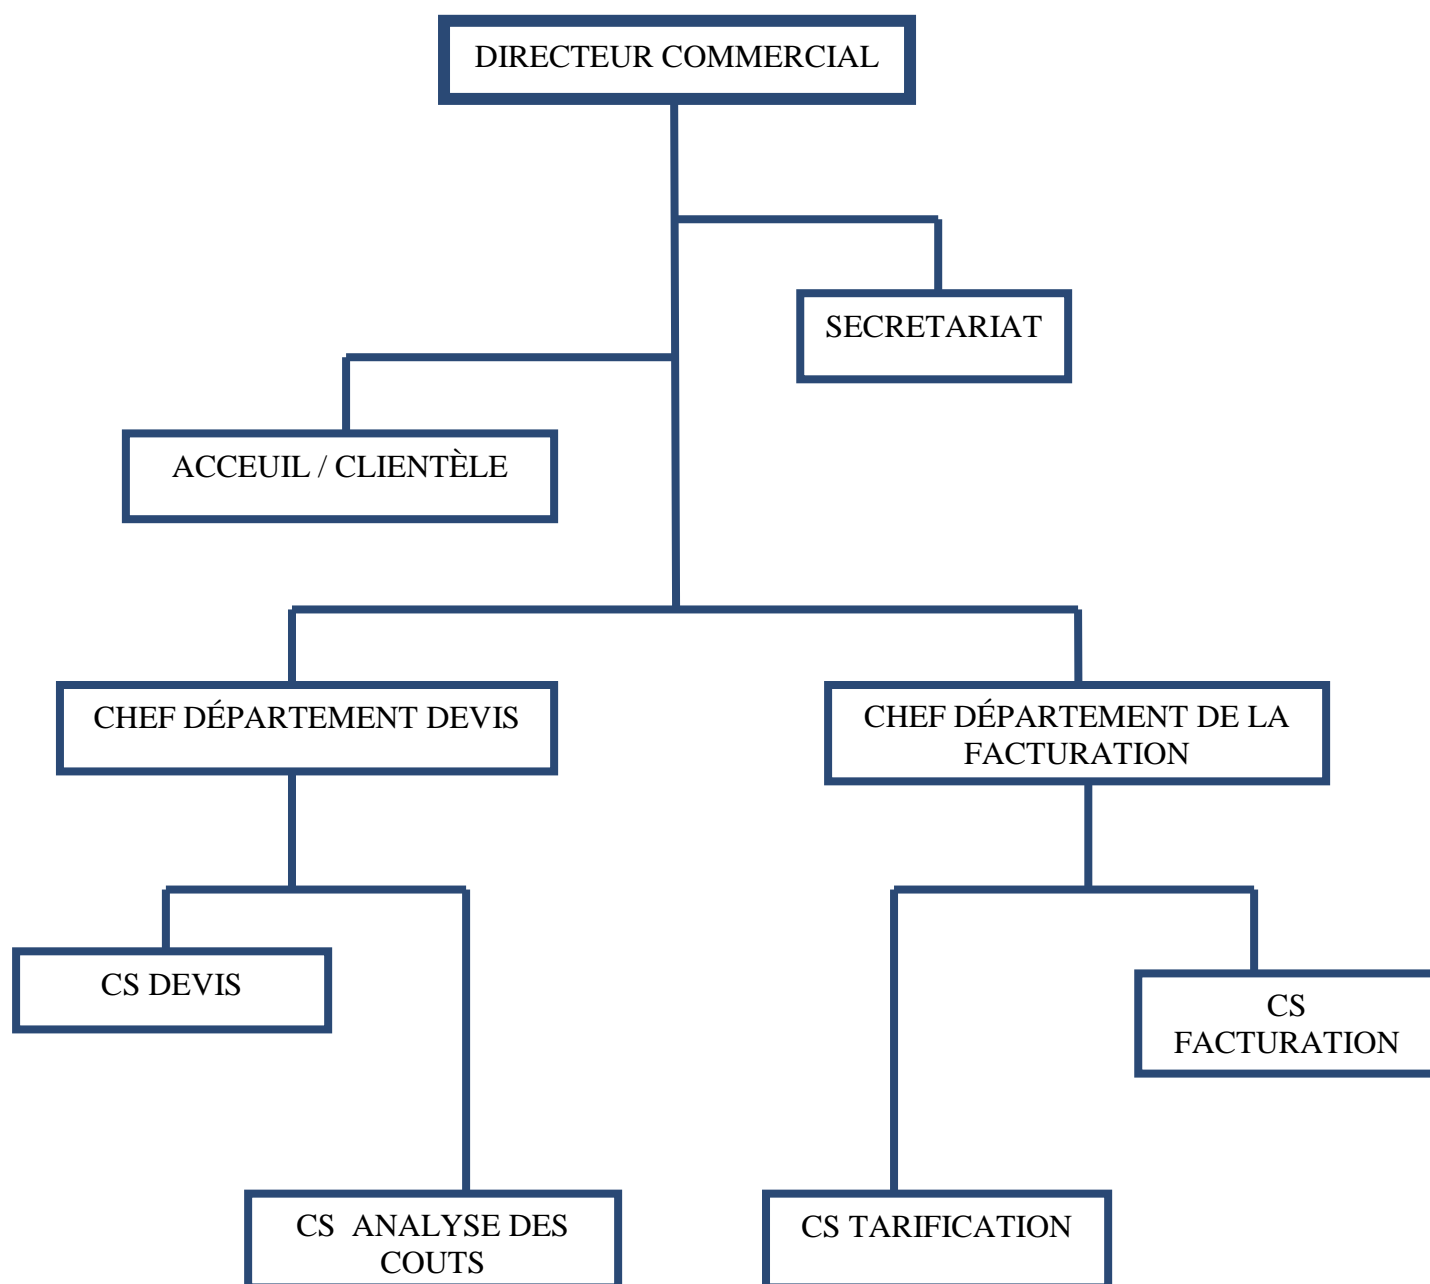 DIRECTEUR COMMERCIAL
SECRETARIAT
ACCEUIL / CLIENTÈLE
CHEF DÉPARTEMENT DEVIS
CHEF DÉPARTEMENT DE LA
FACTURATION
CS DEVIS
CS
FACTURATION
CS  ANALYSE DES
COUTS
CS TARIFICATION